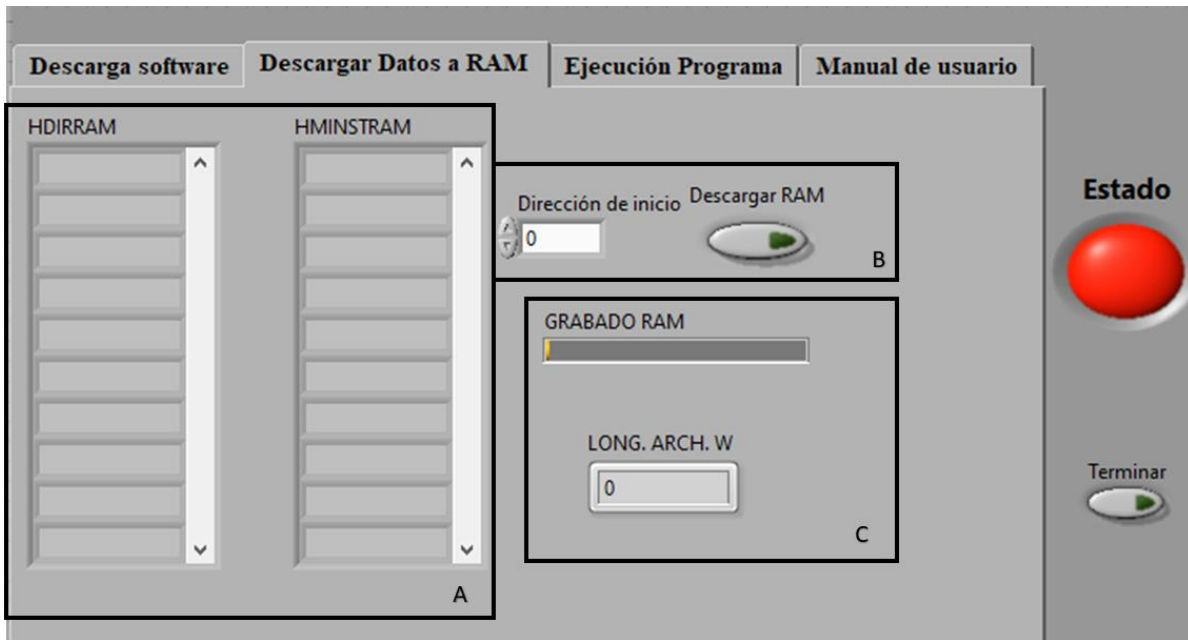 Descarga software
Descargar Datos a RAM
Ejecución Programa
Manual de usuario
HDIRRAM
HMINSTRAM
A
Dirección de inicio
0
Descargar RAM
B
GRABADO RAM
LONG. ARCH. W
0
C
Estado
Terminar